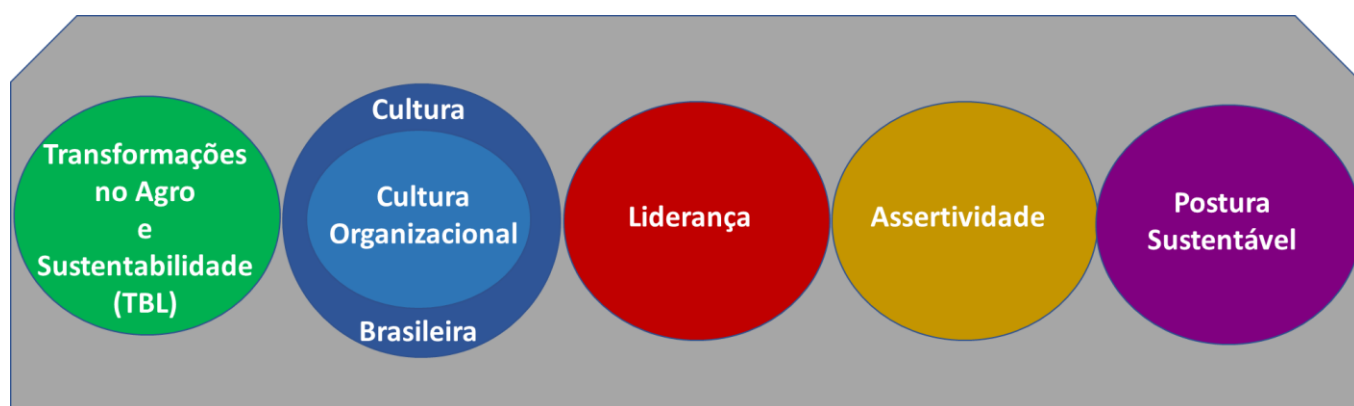 Transformações
no Agro
e
Sustentabilidade
(TBL)
Cultura
Cultura
Organizacional
Brasileira
Liderança
Assertividade
Postura
Sustentável